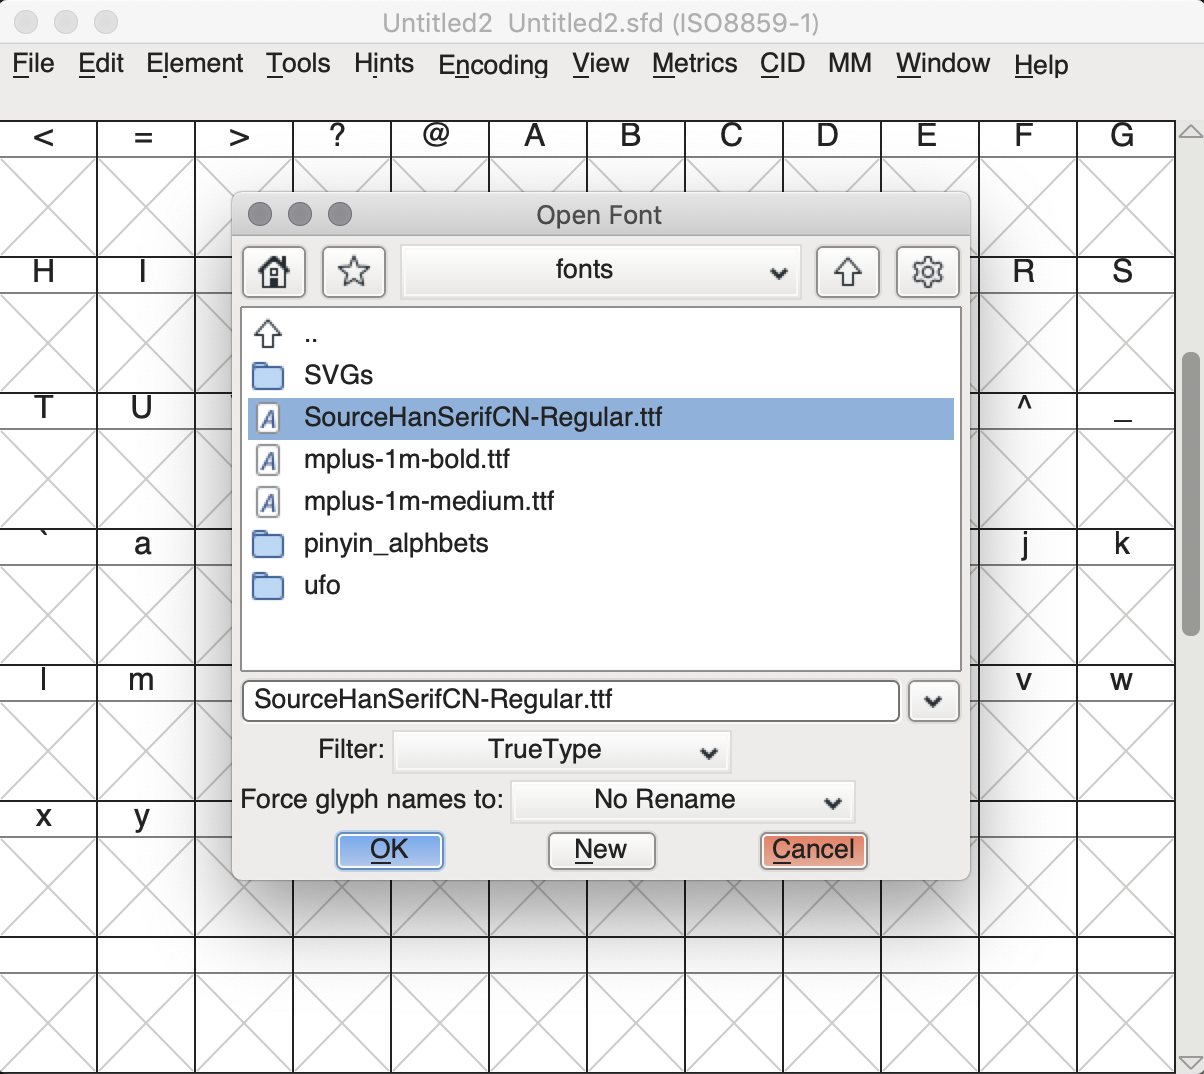 Untitled2 Untitled2.sfd (ISO8859-1)
File Edit Element Tools Hints Encoding View Metrics CID MM Window Help
< = > ? @ A B C D E F G
Open Font
fonts
H I R S
..
SVGs
T U ^ _
SourceHanSerifCN-Regular.ttf
mplus-1m-bold.ttf
mplus-1m-medium.ttf
` a j k
pinyin_alphbets
ufo
l m v w
SourceHanSerifCN-Regular.ttf
Filter: TrueType
Force glyph names to: No Rename
x y
OK New Cancel